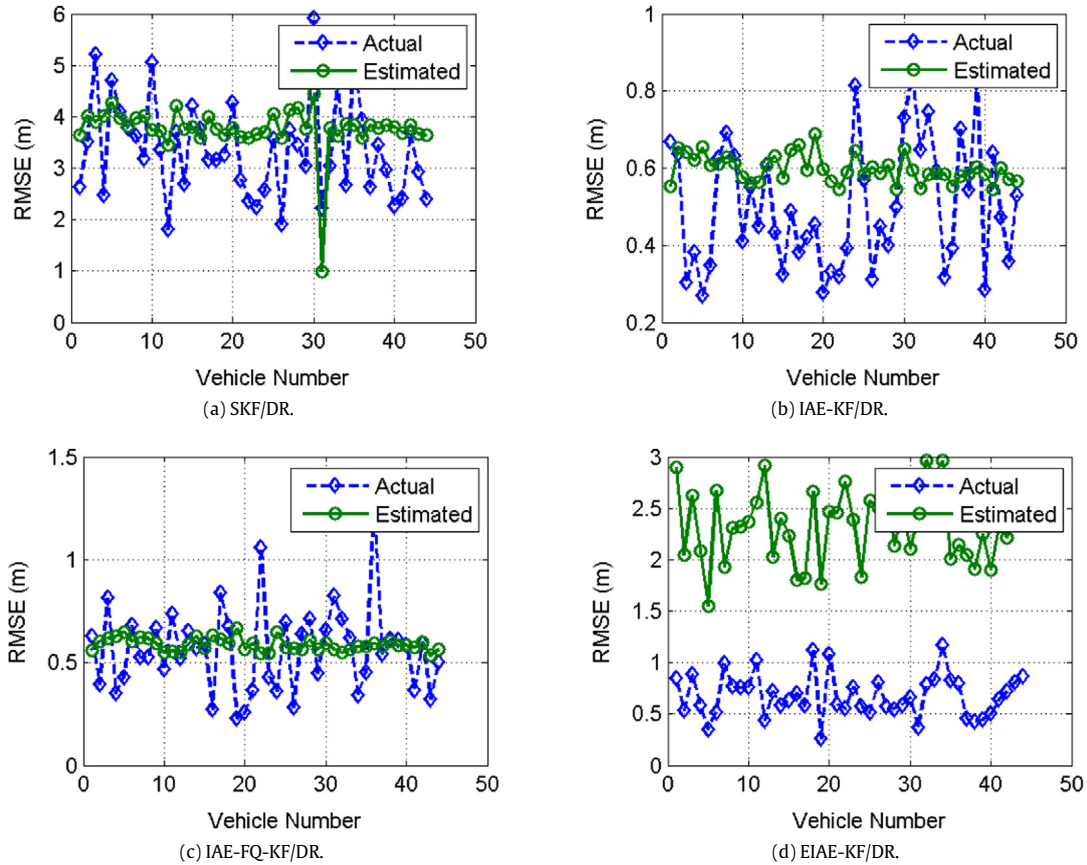 6
5
4
3
2
1
0
RMSE (m)
Actual
Estimated
0 10 20 30 40 50
Vehicle Number
(a) SKF/DR.
1
0.8
0.6
0.4
0.2
RMSE (m)
Actual
Estimated
0 10 20 30 40 50
Vehicle Number
(b) IAE-KF/DR.
1.5
1
0.5
0
RMSE (m)
Actual
Estimated
0 10 20 30 40 50
Vehicle Number
(c) IAE-FQ-KF/DR.
3
2.5
2
1.5
1
0.5
0
RMSE (m)
Actual
Estimated
0 10 20 30 40 50
Vehicle Number
(d) EIAE-KF/DR.